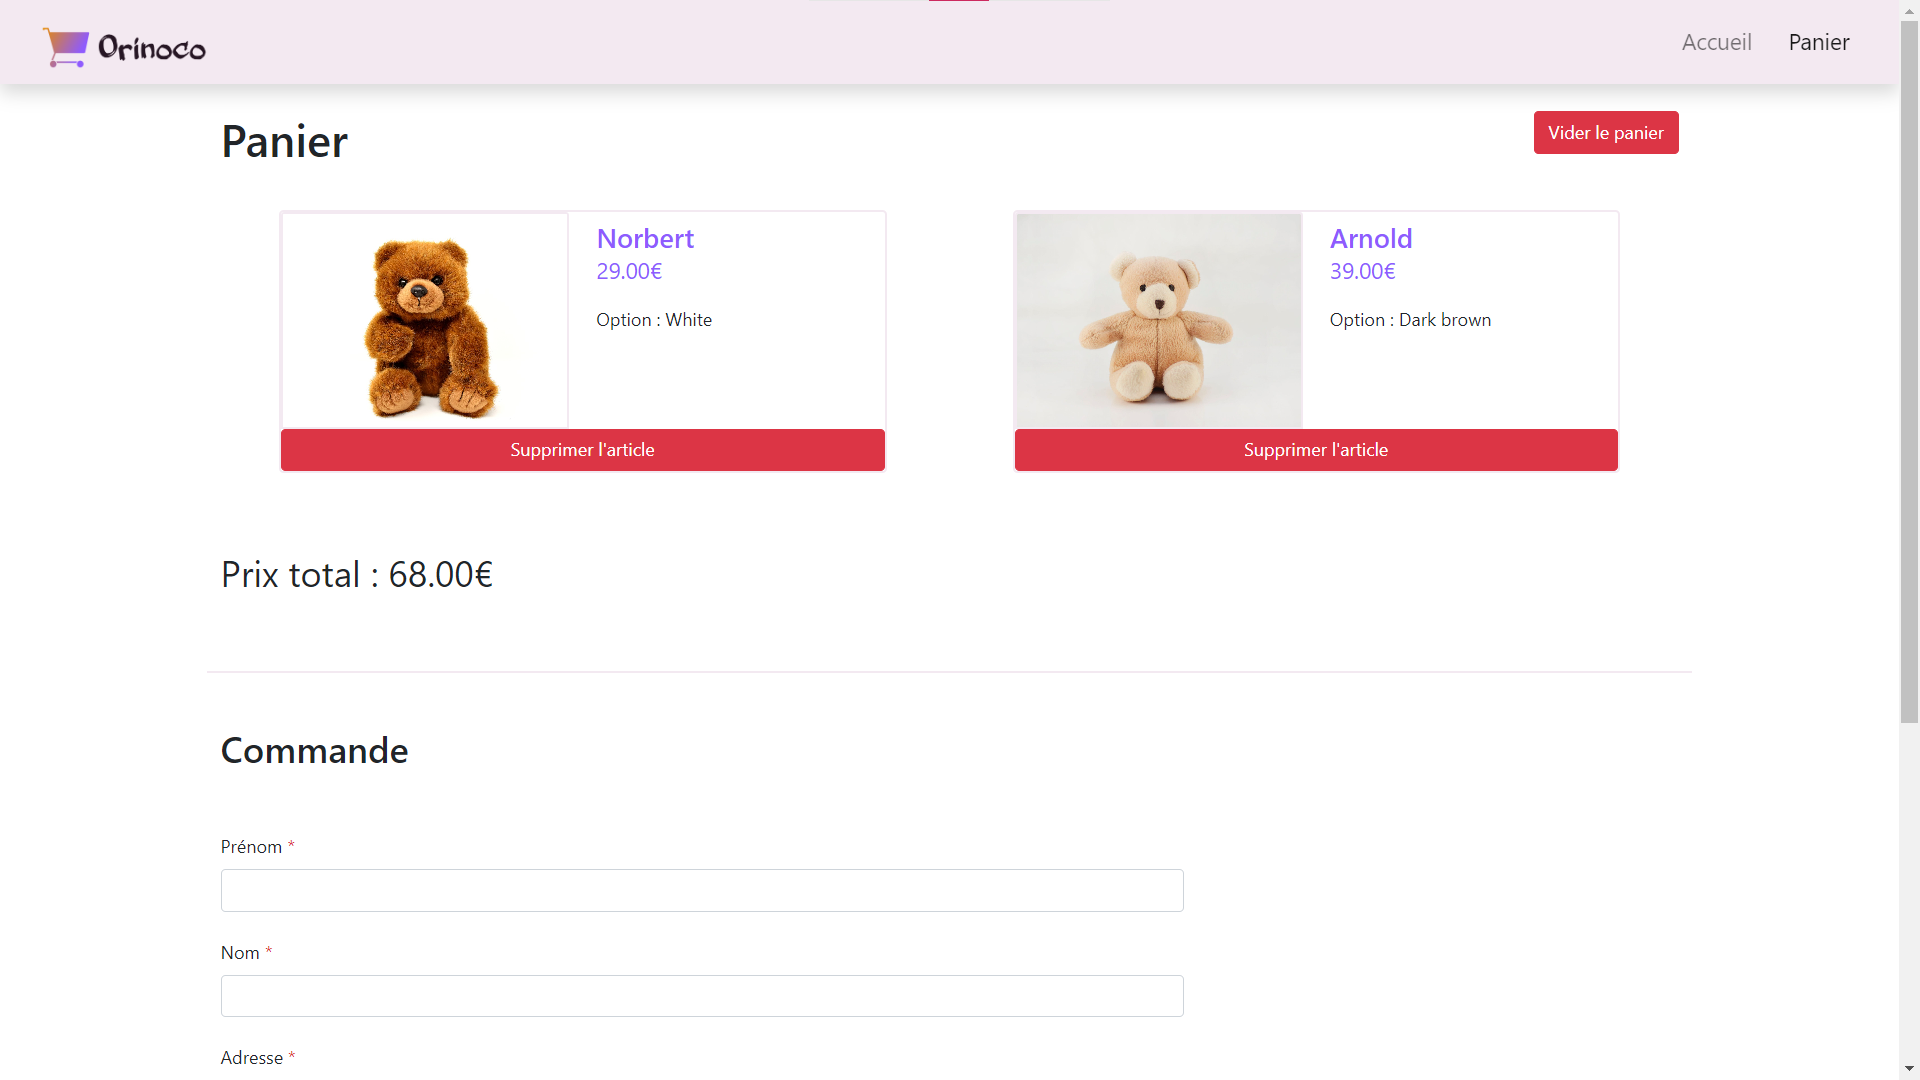 Orinoco
Accueil
Panier
Panier
Vider le panier
Norbert
29.00€
Option : White
Supprimer l'article
Arnold
39.00€
Option : Dark brown
Supprimer l'article
Prix total : 68.00€
Commande
Prénom *
Nom *
Adresse *